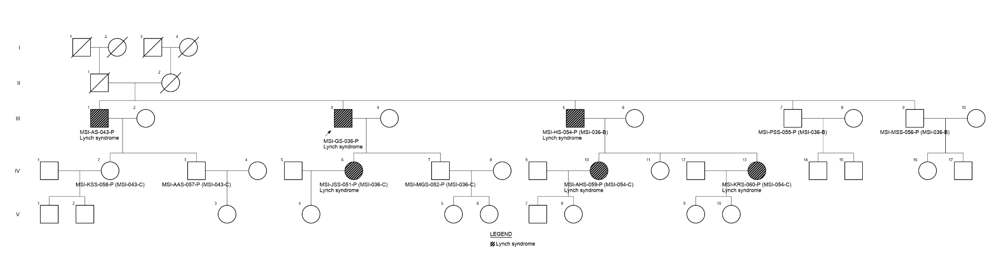 1 2 3 4
I
1 2
II
1 2 3 4 5 6 7 8 9 10
III
MSI-AS-043-P
Lynch syndrome
MSI-GS-036-P
Lynch syndrome
MSI-HS-054-P (MSI-036-B)
Lynch syndrome
MSI-PSS-055-P (MSI-036-B)
MSI-MSS-056-P (MSI-036-B)
1 2 3 4 5 6 7 8 9 10 11 12 13 14 15 16 17
IV
MSI-KSS-058-P (MSI-043-C)
MSI-AAS-057-P (MSI-043-C)
MSI-JSS-051-P (MSI-036-C)
Lynch syndrome
MSI-MGS-052-P (MSI-036-C)
MSI-AHS-059-P (MSI-054-C)
Lynch syndrome
MSI-KRS-060-P (MSI-054-C)
Lynch syndrome
1 2 3 4 5 6 7 8 9 10
V
LEGEND
Lynch syndrome